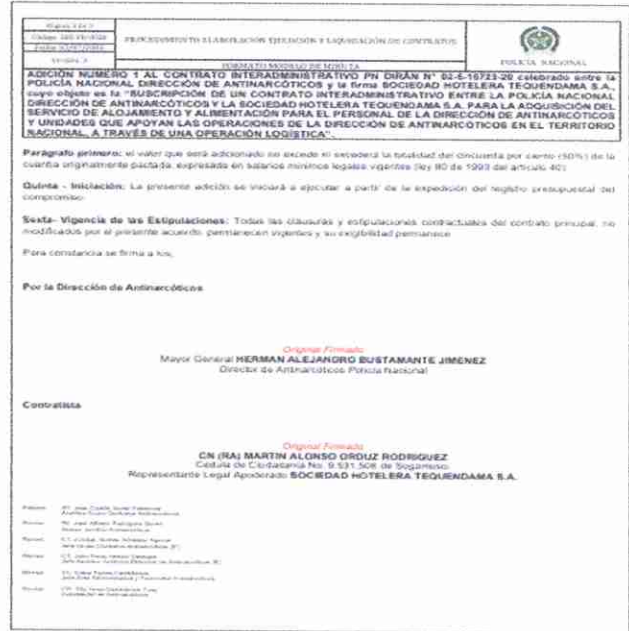 PROCEDIMIENTO ELABORACIÓN EJECUCIÓN Y LIQUIDACIÓN DE CONTRATOS
FORMATO MODELO DE MINUTA
POLICÍA NACIONAL
ADICIÓN NUMERO 1 AL CONTRATO INTERADMINISTRATIVO PN DIRAN N° 02-5-16723-20 celebrado entre la
POLICÍA NACIONAL DIRECCIÓN DE ANTINARCÓTICOS y la firma SOCIEDAD HOTELERA TEQUENDAMA S.A.,
cuyo objeto es la "SUSCRIPCIÓN DE UN CONTRATO INTERADMINISTRATIVO ENTRE LA POLICÍA NACIONAL
DIRECCIÓN DE ANTINARCÓTICOS Y LA SOCIEDAD HOTELERA TEQUENDAMA S.A. PARA LA ADQUISICIÓN DEL
SERVICIO DE ALOJAMIENTO Y ALIMENTACIÓN PARA EL PERSONAL DE LA DIRECCIÓN DE ANTINARCÓTICOS
Y UNIDADES QUE APOYAN LAS OPERACIONES DE LA DIRECCIÓN DE ANTINARCÓTICOS EN EL TERRITORIO
NACIONAL, A TRAVÉS DE UNA OPERACIÓN LOGÍSTICA".
Parágrafo primero: el valor que será adicionado no excede ni excederá la totalidad del cincuenta por ciento (50%) de la
cuantía originalmente pactada, expresada en salarios mínimos legales vigentes (ley 80 de 1993 del artículo 40)
Quinta - Iniciación: La presente adición se iniciará a ejecutar a partir de la expedición del registro presupuestal del
compromiso
Sexta- Vigencia de las Estipulaciones: Todas las cláusulas y estipulaciones contractuales del contrato principal, no
modificados por el presente acuerdo, permanecen vigentes y su exigibilidad permanece
Para constancia se firma a los,
Por la Dirección de Antinarcóticos
Original Firmado
Mayor General HERMAN ALEJANDRO BUSTAMANTE JIMENEZ
Director de Antinarcóticos Policía Nacional
Contratista
Original Firmado
CN (RA) MARTIN ALONSO ORDUZ RODRIGUEZ
Cédula de Ciudadanía No. 9.531.508 de Sogamoso
Representante Legal Apoderado SOCIEDAD HOTELERA TEQUENDAMA S.A.